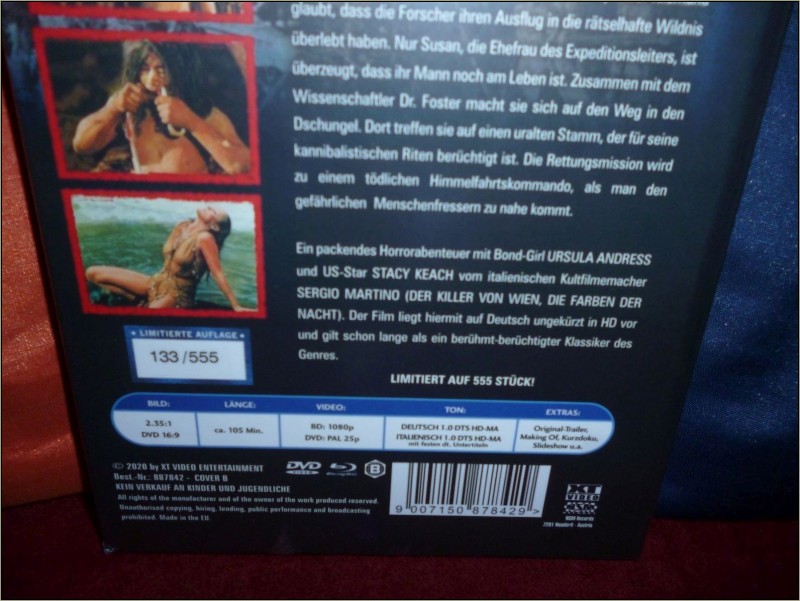 glaubt, dass die Forscher ihren Ausflug in die rätselhafte Wildnis
überlebt haben. Nur Susan, die Ehefrau des Expeditionsleiters, ist
überzeugt, dass ihr Mann noch am Leben ist. Zusammen mit dem
Wissenschaftler Dr. Foster macht sie sich auf den Weg in den
Dschungel. Dort treffen sie auf einen uralten Stamm, der für seine
kannibalistischen Riten berüchtigt ist. Die Rettungsmission wird
zu einem tödlichen Himmelfahrtskommando, als man den
gefährlichen Menschenfressern zu nahe kommt.
Ein packendes Horrorabenteuer mit Bond-Girl URSULA ANDRESS
und US-Star STACY KEACH vom italienischen Kultfilmemacher
SERGIO MARTINO (DER KILLER VON WIEN, DIE FARBEN DER
NACHT). Der Film liegt hiermit auf Deutsch ungekürzt in HD vor
und gilt schon lange als ein berühmt-berüchtigter Klassiker des
Genres.
LIMITIERTE AUFLAGE
133/555
LIMITIERT AUF 555 STÜCK!
BILD: LÄNGE: VIDEO: TON: EXTRAS:
2.35:1
DVD 16:9
ca. 105 Min.
BD: 1080p
DVD: PAL 25p
DEUTSCH 1.0 DTS HD-MA
ITALIENISCH 1.0 DTS HD-MA
mit festen dt. Untertiteln
Original-Trailer,
Making Of, Kurzdoku,
Slideshow u.a.
© 2020 by XT VIDEO ENTERTAINMENT
Best.-Nr.: 887842 - COVER B
KEIN VERKAUF AN KINDER UND JUGENDLICHE
All rights of the manufacturer and of the owner of the work produced reserved.
Unauthorised copying, hiring, lending, public performance and broadcasting
prohibited. Made in the EU.
DVD
Blu-ray Disc
B
9 007150 878429 >
XT
VIDEO